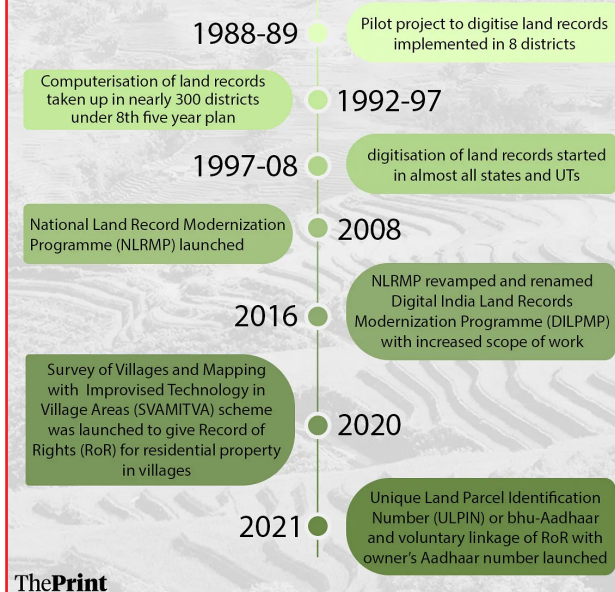 1988-89
Pilot project to digitise land records
implemented in 8 districts
Computerisation of land records
taken up in nearly 300 districts
under 8th five year plan
1992-97
1997-08
digitisation of land records started
in almost all states and UTs
National Land Record Modernization
Programme (NLRMP) launched
2008
2016
NLRMP revamped and renamed
Digital India Land Records
Modernization Programme (DILPMP)
with increased scope of work
Survey of Villages and Mapping
with Improvised Technology in
Village Areas (SVAMITVA) scheme
was launched to give Record of
Rights (RoR) for residential property
in villages
2020
2021
Unique Land Parcel Identification
Number (ULPIN) or bhu-Aadhaar
and voluntary linkage of RoR with
owner's Aadhaar number launched
ThePrint